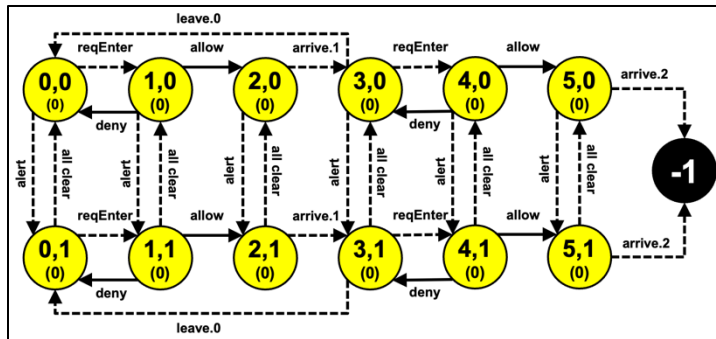 leave.0
reqEnter allow arrive.1 reqEnter allow
0,0 1,0 2,0 3,0 4,0 5,0 arrive.2
(0) (0) (0) (0) (0) (0)
deny deny
alert all clear alert all clear alert all clear alert all clear alert all clear alert all clear
-1
reqEnter allow arrive.1 reqEnter allow
0,1 1,1 2,1 3,1 4,1 5,1 arrive.2
(0) (0) (0) (0) (0) (0)
deny deny
leave.0